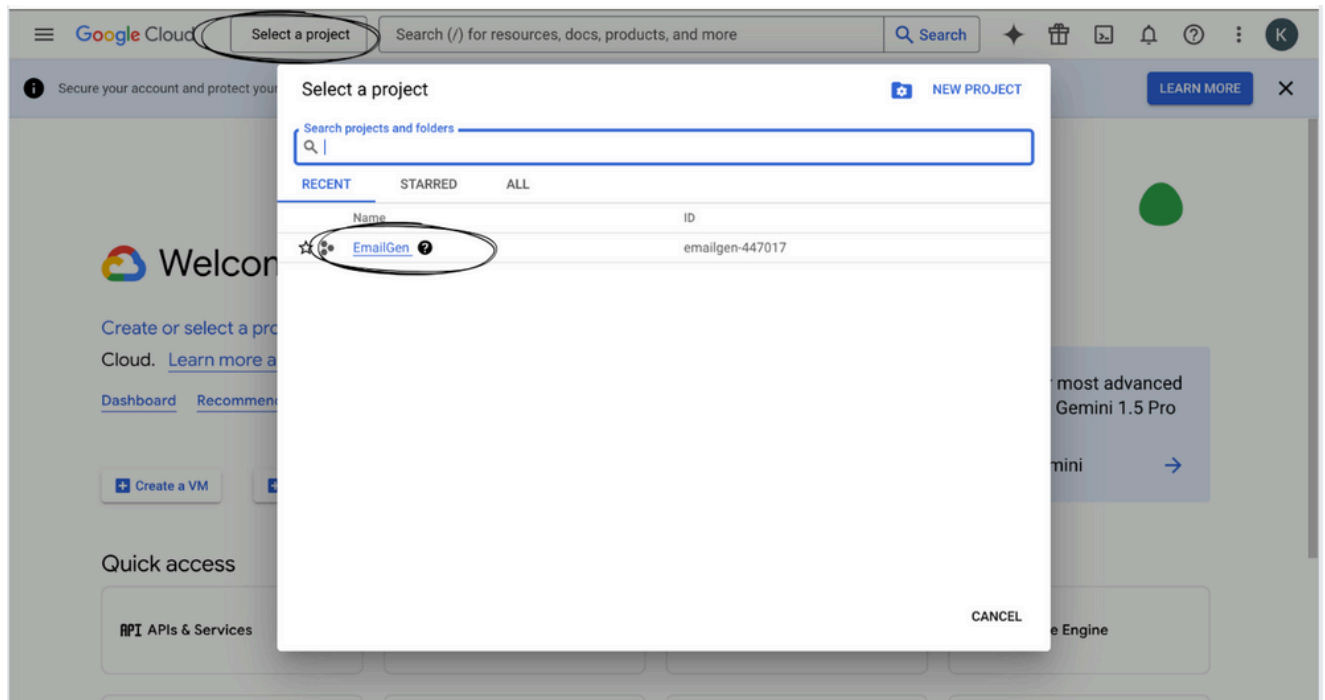 Google Cloud Select a project Search (/) for resources, docs, products, and more Search K
Secure your account and protect your LEARN MORE
Select a project NEW PROJECT
Search projects and folders
RECENT STARRED ALL
Name ID
EmailGen emailgen-447017
Welcon
Create or select a pro
Cloud. Learn more a
most advanced
Dashboard Recommen
Gemini 1.5 Pro
mini
Create a VM
Quick access
CANCEL
API APIs & Services
e Engine